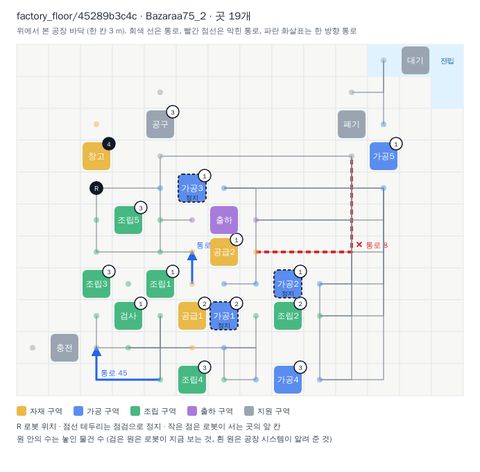 factory_floor/45289b3c4c · Bazaraa75_2 · 곳 19개
위에서 본 공장 바닥 (한 칸 3 m). 회색 선은 통로, 빨간 점선은 막힌 통로, 파란 화살표는 한 방향 통로
대기
3
공구
폐기
4
창고
1
가공5
R
1
가공3
정지
3
조립5
출하
통로
1
공급2
✕ 통로 8
3
조립3
1
조립1
1
가공2
정지
1
검사
2
공급1
2
가공1
정지
2
조립2
충전
통로 45
3
조립4
3
가공4
자재 구역
가공 구역
조립 구역
출하 구역
지원 구역
R 로봇 위치 · 점선 테두리는 점검으로 정지 · 작은 점은 로봇이 서는 곳의 앞 칸
원 안의 수는 놓인 물건 수 (검은 원은 로봇이 지금 보는 것, 흰 원은 공장 시스템이 알려 준 것)